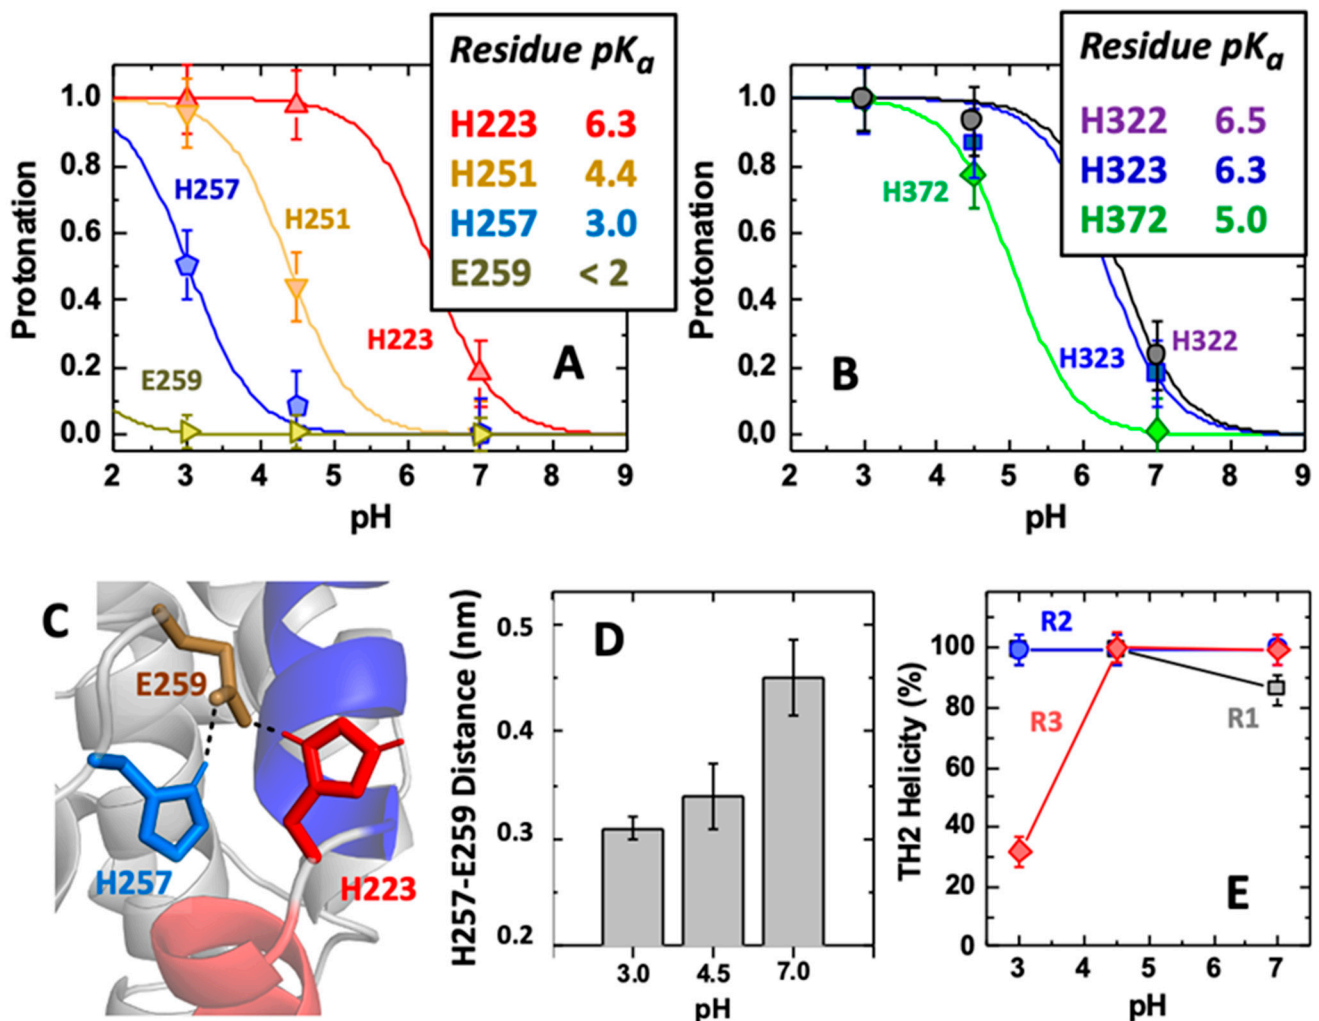 Residue pKa
H223 6.3
H251 4.4
H257 3.0
E259 < 2
1.0
0.8
0.6
0.4
0.2
0.0
Protonation
H257
H251
H223
E259
A
2 3 4 5 6 7 8 9
pH
Residue pKa
H322 6.5
H323 6.3
H372 5.0
1.0
0.8
0.6
0.4
0.2
0.0
Protonation
H372
H323
H322
B
2 3 4 5 6 7 8 9
pH
C
E259
H257
H223
H257-E259 Distance (nm)
0.5
0.4
0.3
0.2
D
3.0 4.5 7.0
pH
TH2 Helicity (%)
100
80
60
40
20
0
R2
R3
R1
E
3 4 5 6 7
pH